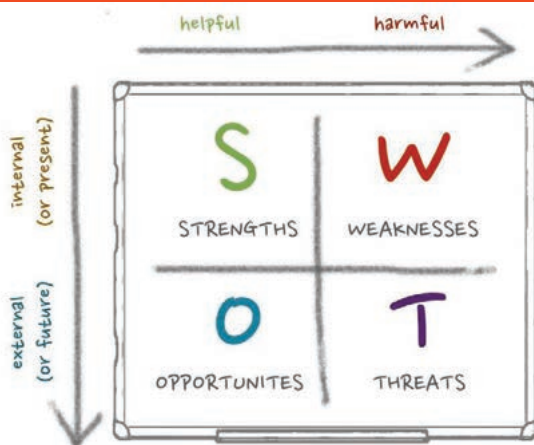 helpful harmful
internal
(or present)
S W
STRENGTHS WEAKNESSES
external
(or future)
O T
OPPORTUNITES THREATS